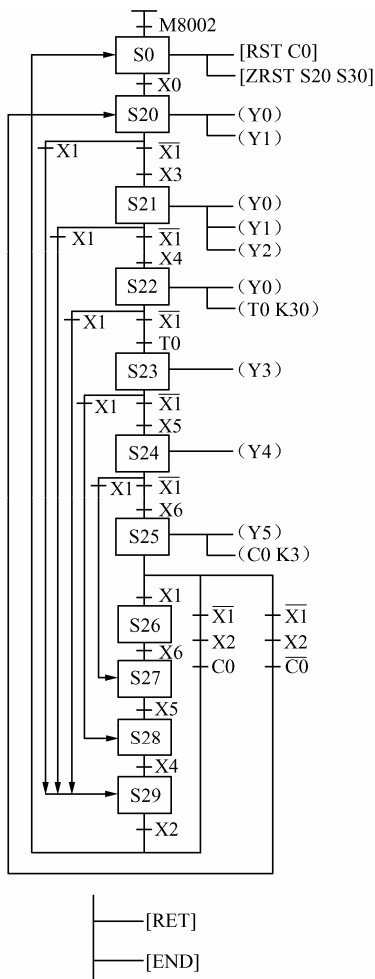 M8002
S0
[RST C0]
[ZRST S20 S30]
X0
S20
(Y0)
(Y1)
X1
X1̅
X3
S21
(Y0)
(Y1)
(Y2)
X1
X1̅
X4
S22
(Y0)
(T0 K30)
X1
X1̅
T0
S23
(Y3)
X1
X1̅
X5
S24
(Y4)
X1
X1̅
X6
S25
(Y5)
(C0 K3)
X1
X1̅
X1̅
S26
X2
X2
X6
C0
C0̅
S27
X5
S28
X4
S29
X2
[RET]
[END]